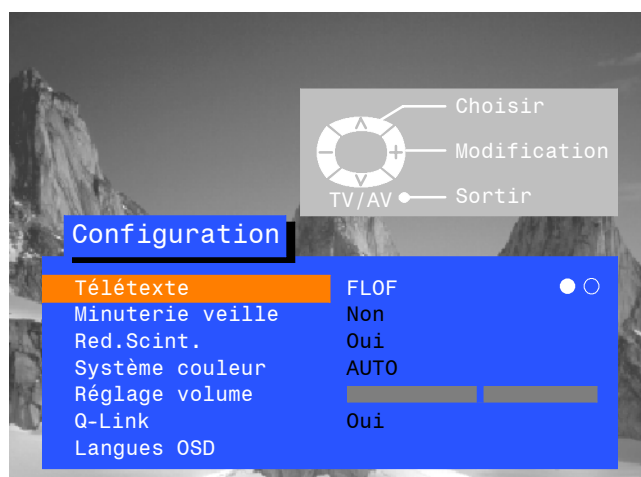 Choisir
Modification
TV/AV Sortir
Configuration
Télétexte FLOF
Minuterie veille Non
Red.Scint. Oui
Système couleur AUTO
Réglage volume
Q-Link Oui
Langues OSD